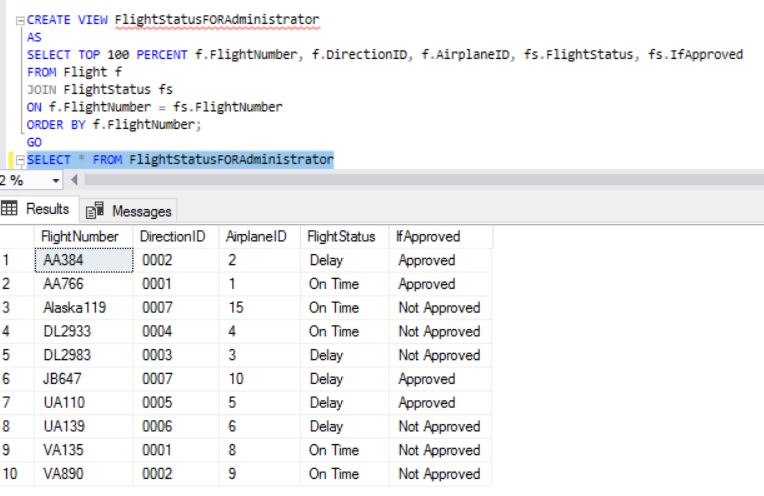 CREATE VIEW FlightStatusFORAdministrator
AS
SELECT TOP 100 PERCENT f.FlightNumber, f.DirectionID, f.AirplaneID, fs.FlightStatus, fs.IfApproved
FROM Flight f
JOIN FlightStatus fs
ON f.FlightNumber = fs.FlightNumber
ORDER BY f.FlightNumber;
GO
SELECT * FROM FlightStatusFORAdministrator
2 %
Results Messages
FlightNumber DirectionID AirplaneID FlightStatus IfApproved
1 AA384 0002 2 Delay Approved
2 AA766 0001 1 On Time Approved
3 Alaska119 0007 15 On Time Not Approved
4 DL2933 0004 4 On Time Not Approved
5 DL2983 0003 3 Delay Not Approved
6 JB647 0007 10 Delay Approved
7 UA110 0005 5 Delay Approved
8 UA139 0006 6 Delay Not Approved
9 VA135 0001 8 On Time Not Approved
10 VA890 0002 9 On Time Not Approved